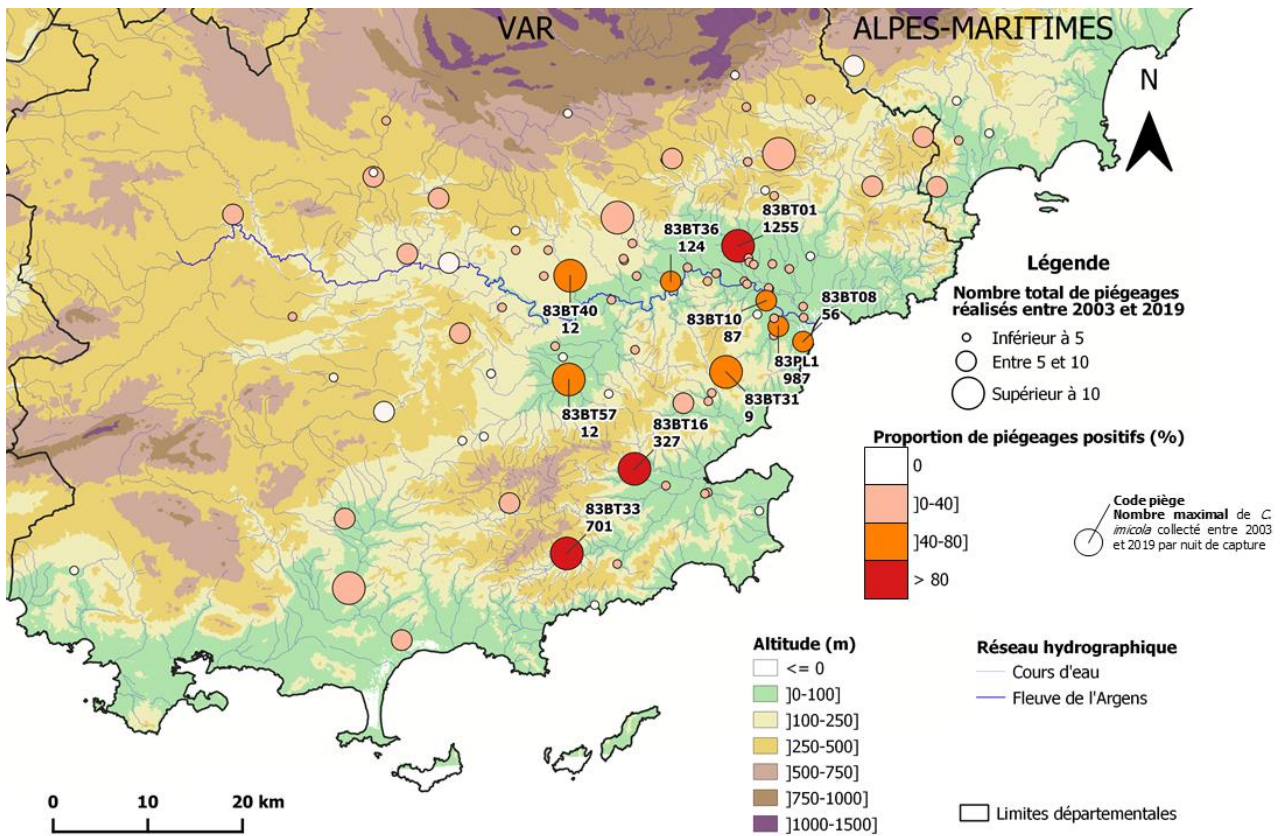 VAR
ALPES-MARITIMES
N
83BT01
1255
83BT36
124
83BT08
56
83BT40
12
83BT10
87
83PL1
987
83BT31
9
83BT57
12
83BT16
327
83BT33
701
Légende
Nombre total de piégeages
réalisés entre 2003 et 2019
Inférieur à 5
Entre 5 et 10
Supérieur à 10
Proportion de piégeages positifs (%)
0
]0-40]
]40-80]
> 80
Code piège
Nombre maximal de C.
imicola collecté entre 2003
et 2019 par nuit de capture
Altitude (m)
<= 0
]0-100]
]100-250]
]250-500]
]500-750]
]750-1000]
]1000-1500]
Réseau hydrographique
Cours d'eau
Fleuve de l'Argens
Limites départementales
0 10 20 km